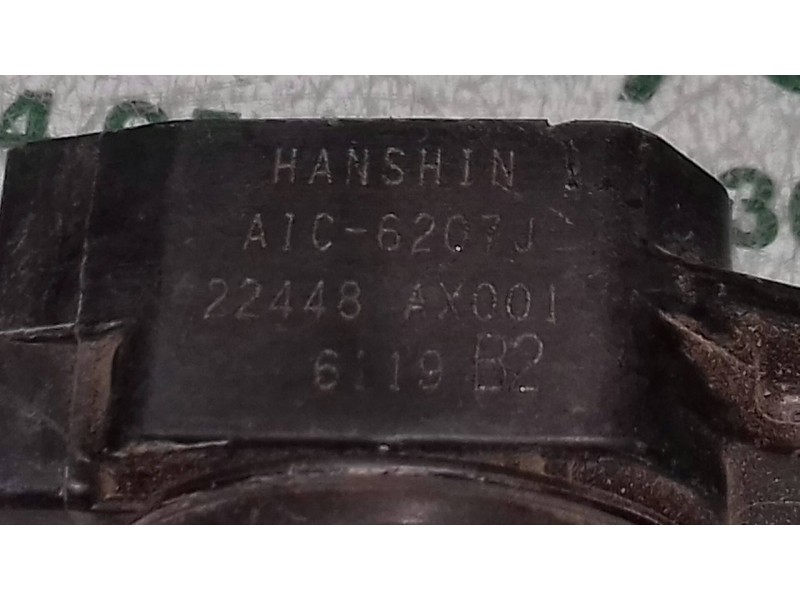 HANSHIN
AIC-6207J
22448 AX001
6119 B2